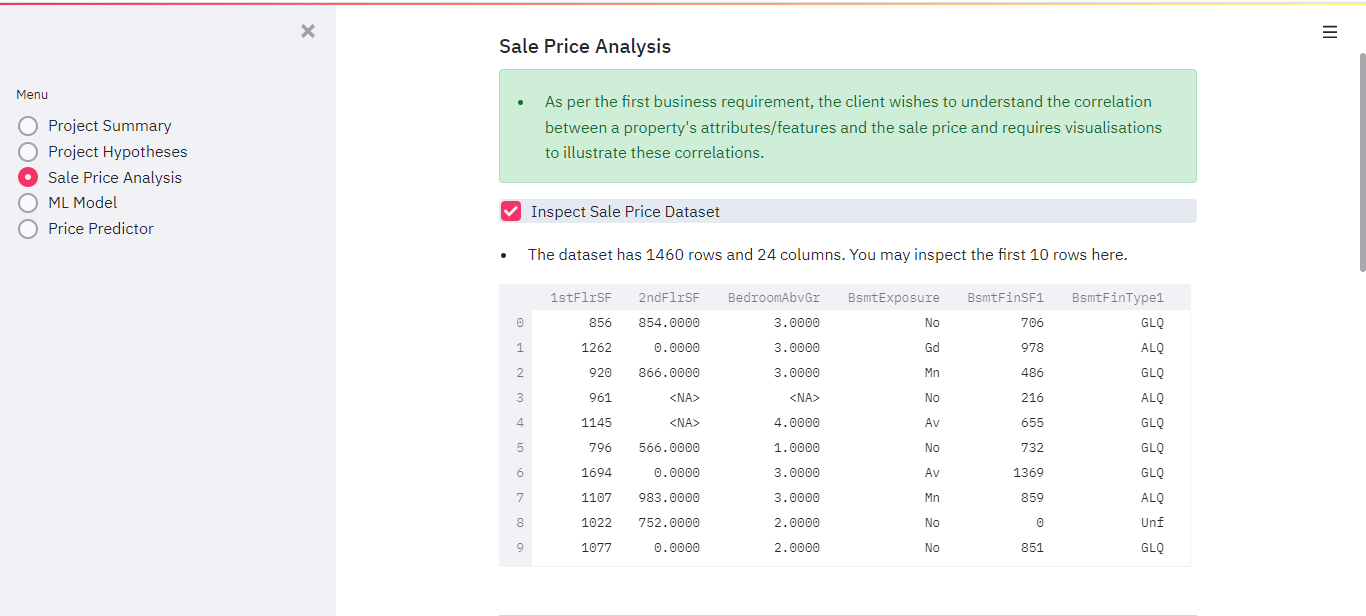 Menu
Project Summary
Project Hypotheses
Sale Price Analysis
ML Model
Price Predictor
Sale Price Analysis
As per the first business requirement, the client wishes to understand the correlation
between a property's attributes/features and the sale price and requires visualisations
to illustrate these correlations.
Inspect Sale Price Dataset
The dataset has 1460 rows and 24 columns. You may inspect the first 10 rows here.
1stFlrSF 2ndFlrSF BedroomAbvGr BsmtExposure BsmtFinSF1 BsmtFinType1
0 856 854.0000 3.0000 No 706 GLQ
1 1262 0.0000 3.0000 Gd 978 ALQ
2 920 866.0000 3.0000 Mn 486 GLQ
3 961 <NA> <NA> No 216 ALQ
4 1145 <NA> 4.0000 Av 655 GLQ
5 796 566.0000 1.0000 No 732 GLQ
6 1694 0.0000 3.0000 Av 1369 GLQ
7 1107 983.0000 3.0000 Mn 859 ALQ
8 1022 752.0000 2.0000 No 0 Unf
9 1077 0.0000 2.0000 No 851 GLQ